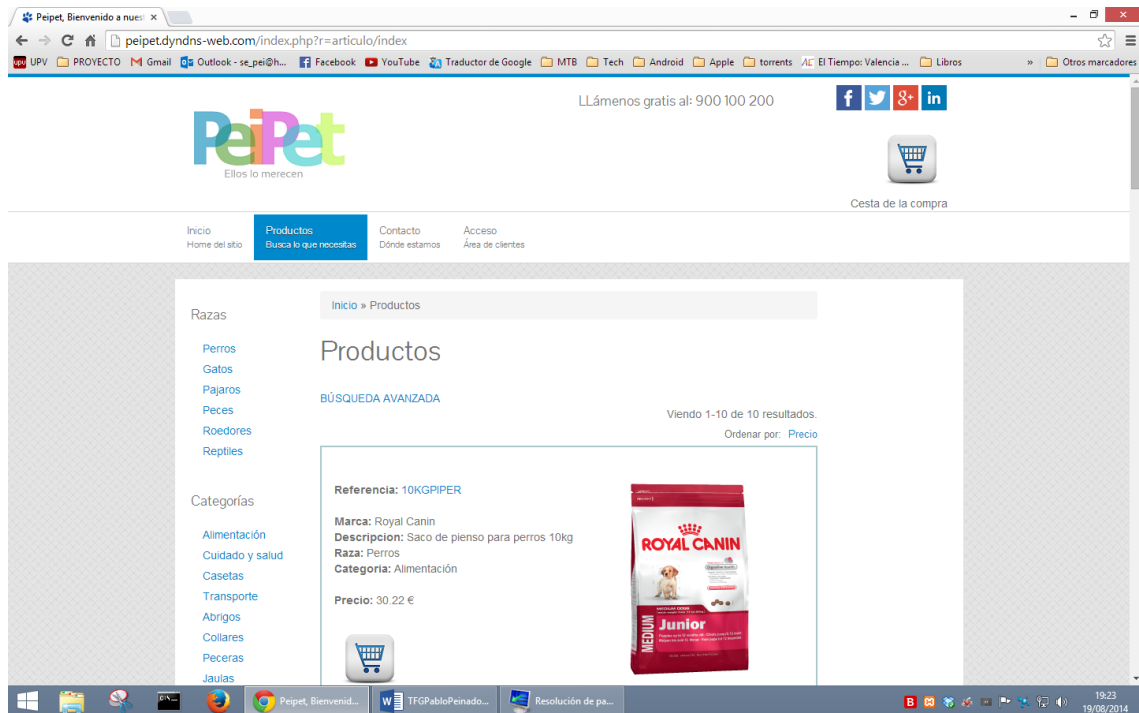 Peipet, Bienvenido a nuest
peipet.dyndns-web.com/index.php?r=articulo/index
UPV PROYECTO Gmail Outlook - se_pei@h... Facebook YouTube Traductor de Google MTB Tech Android Apple torrents El Tiempo: Valencia ... Libros » Otros marcadores
LLámenos gratis al: 900 100 200
PeiPet
Ellos lo merecen
Cesta de la compra
Inicio Productos Contacto Acceso
Home del sitio Busca lo que necesitas Dónde estamos Área de clientes
Razas
Perros
Gatos
Pajaros
Peces
Roedores
Reptiles
Categorías
Alimentación
Cuidado y salud
Casetas
Transporte
Abrigos
Collares
Peceras
Jaulas
Inicio » Productos
Productos
BÚSQUEDA AVANZADA
Viendo 1-10 de 10 resultados.
Ordenar por: Precio
Referencia: 10KGPIPER
Marca: Royal Canin
Descripcion: Saco de pienso para perros 10kg
Raza: Perros
Categoria: Alimentación
Precio: 30.22 €
ROYAL CANIN
MEDIUM
Junior
Peipet, Bienvenid... TFGPabloPeinado... Resolución de pa...
19:23
19/08/2014